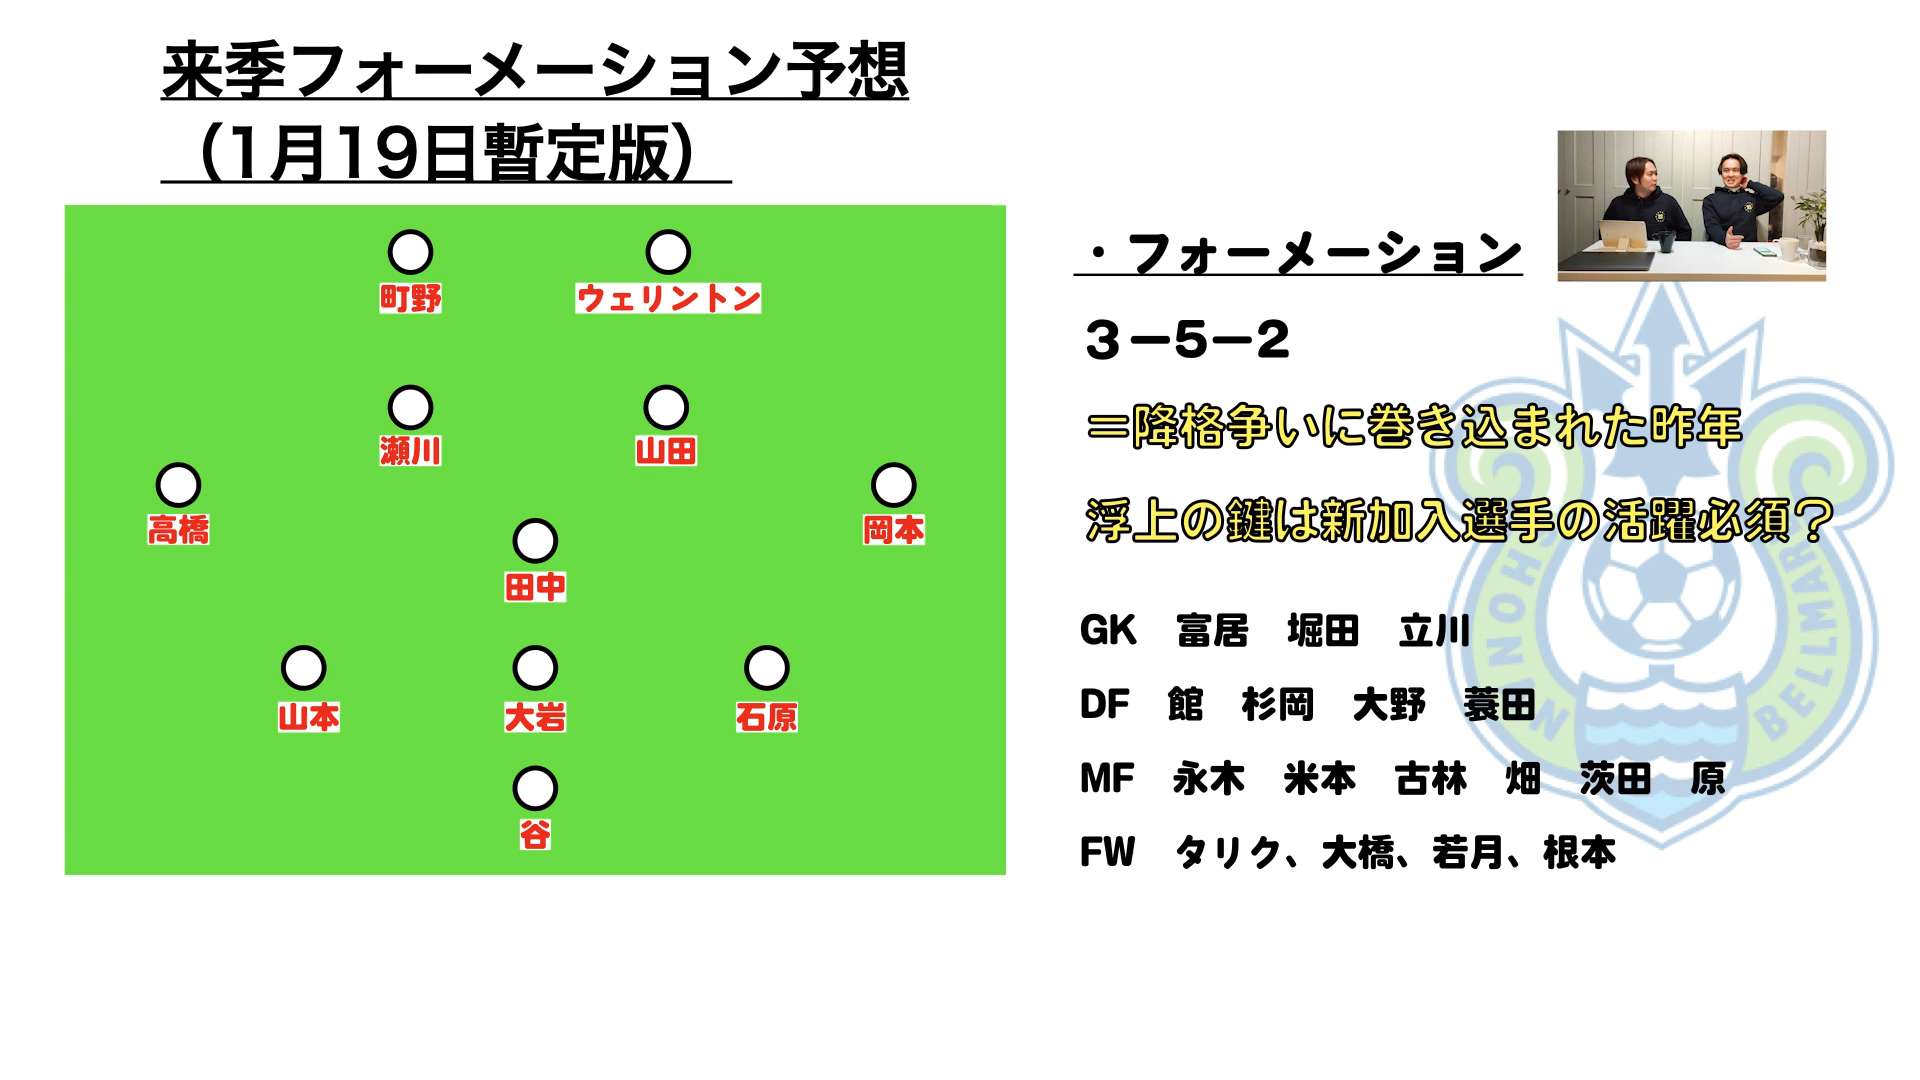 来季フォーメーション予想
（1月19日暫定版）
町野
ウェリントン
瀬川
山田
高橋
岡本
田中
山本
大岩
石原
谷
・フォーメーション
３ー5ー2
＝降格争いに巻き込まれた昨年
浮上の鍵は新加入選手の活躍必須？
GK　富居　堀田　立川
DF　館　杉岡　大野　蓑田
MF　永木　米本　古林　畑　茨田　原
FW　タリク、大橋、若月、根本
BELLMARE